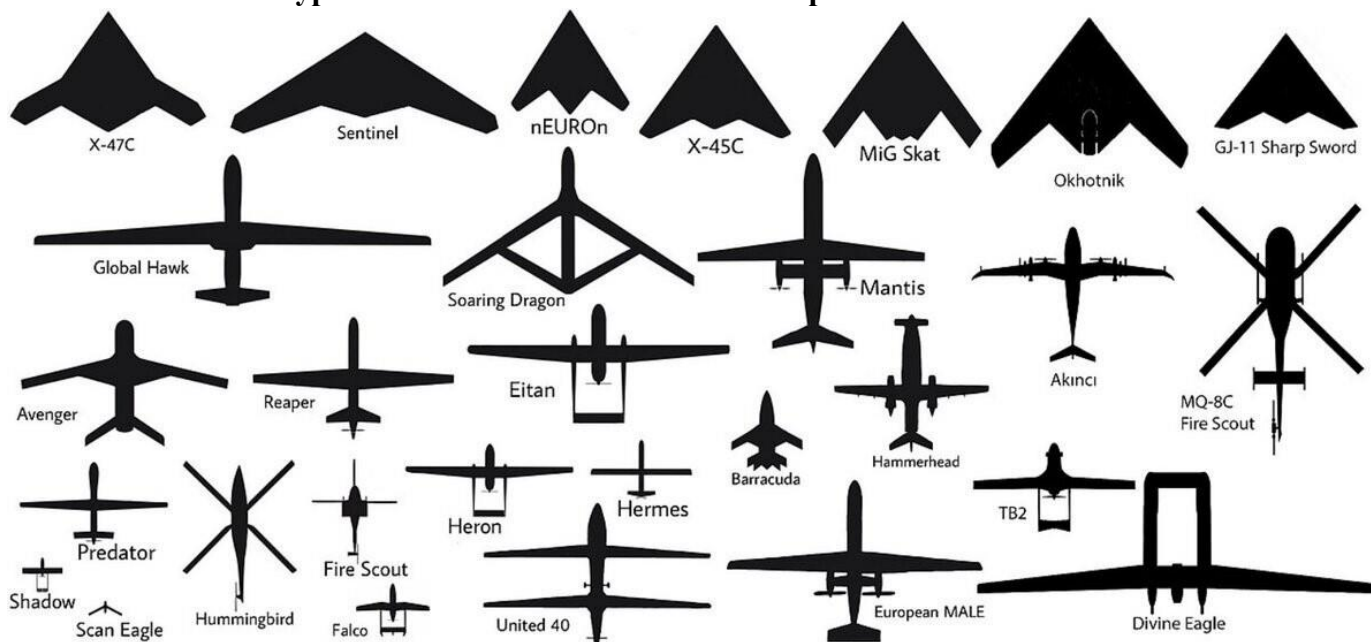 X-47C
Sentinel
nEUROn
X-45C
MiG Skat
Okhotnik
GJ-11 Sharp Sword
Global Hawk
Soaring Dragon
Mantis
Akıncı
MQ-8C
Fire Scout
Avenger
Reaper
Eitan
Barracuda
Hammerhead
TB2
Predator
Hummingbird
Fire Scout
Heron
Hermes
Shadow
Scan Eagle
Falco
United 40
European MALE
Divine Eagle